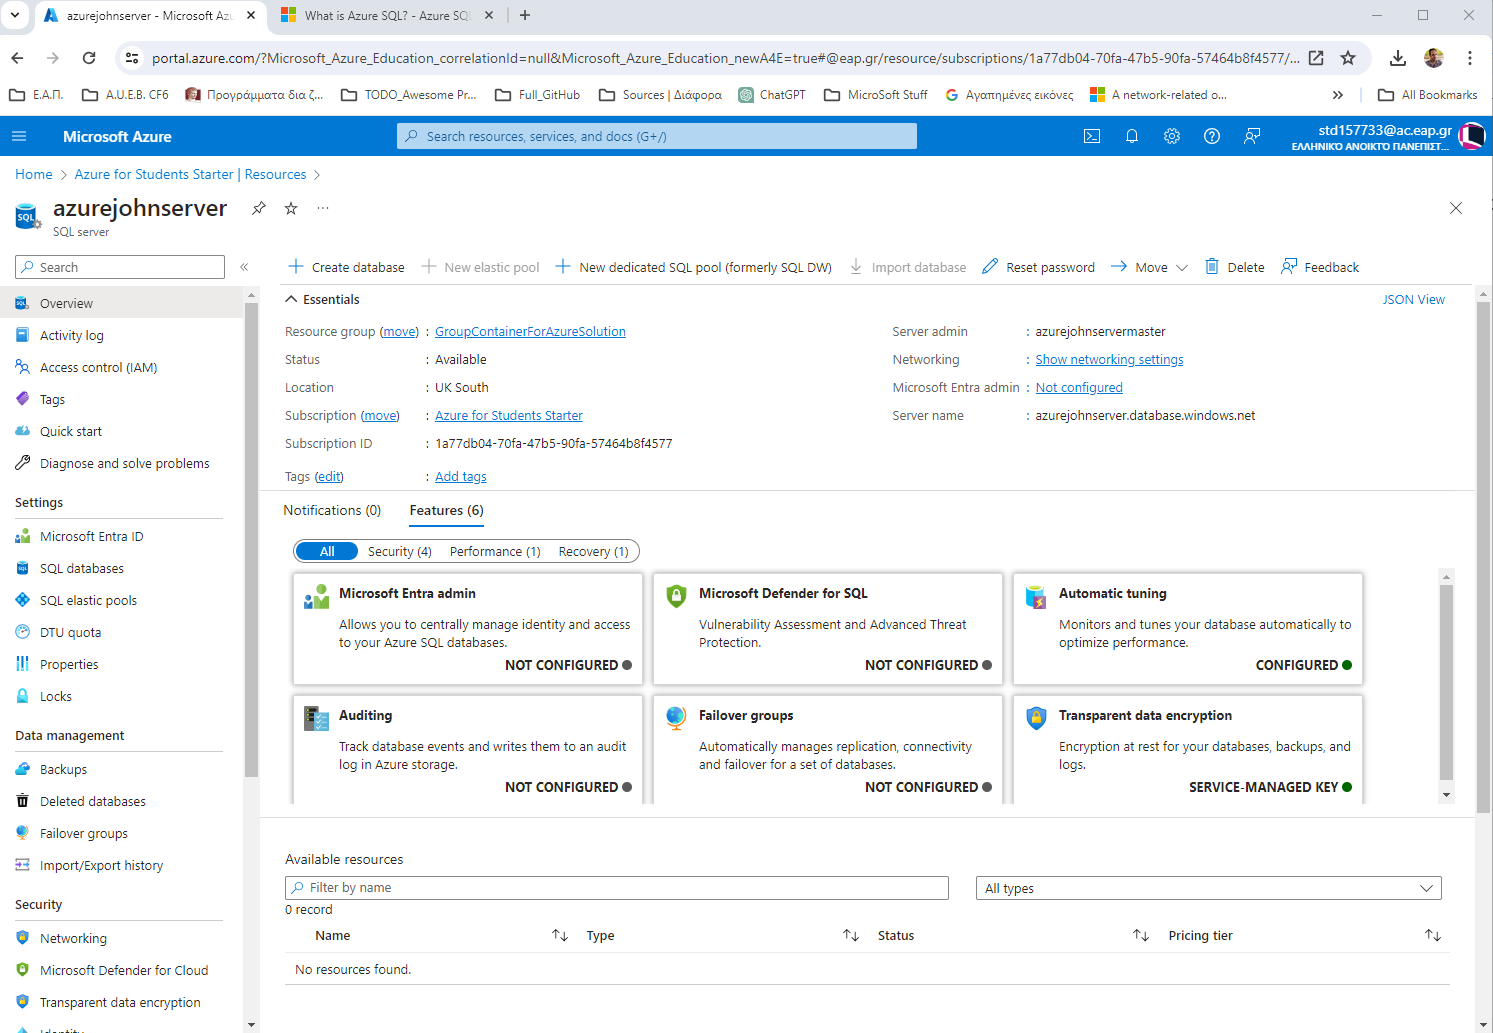 azurejohnserver - Microsoft Azu
What is Azure SQL? - Azure SQL
portal.azure.com/?Microsoft_Azure_Education_correlationId=null&Microsoft_Azure_Education_newA4E=true#@eap.gr/resource/subscriptions/1a77db04-70fa-47b5-90fa-57464b8f4577/...
Ε.Α.Π.
A.U.E.B. CF6
Προγράμματα δια ζ...
TODO_Awesome Pr...
Full_GitHub
Sources | Διάφορα
ChatGPT
MicroSoft Stuff
Αγαπημένες εικόνες
A network-related o...
All Bookmarks
Microsoft Azure
Search resources, services, and docs (G+/)
std157733@ac.eap.gr
ΕΛΛΗΝΙΚΌ ΑΝΟΙΚΤΌ ΠΑΝΕΠΙΣΤ...
Home > Azure for Students Starter | Resources >
azurejohnserver
SQL
SQL server
Search
Create database
New elastic pool
New dedicated SQL pool (formerly SQL DW)
Import database
Reset password
Move
Delete
Feedback
Overview
Activity log
Access control (IAM)
Tags
Quick start
Diagnose and solve problems
Settings
Microsoft Entra ID
SQL databases
SQL elastic pools
DTU quota
Properties
Locks
Data management
Backups
Deleted databases
Failover groups
Import/Export history
Security
Networking
Microsoft Defender for Cloud
Transparent data encryption
Identity
Essentials
JSON View
Resource group (move) : GroupContainerForAzureSolution
Status : Available
Location : UK South
Subscription (move) : Azure for Students Starter
Subscription ID : 1a77db04-70fa-47b5-90fa-57464b8f4577
Tags (edit) : Add tags
Server admin : azurejohnservermaster
Networking : Show networking settings
Microsoft Entra admin : Not configured
Server name : azurejohnserver.database.windows.net
Notifications (0)
Features (6)
All
Security (4)
Performance (1)
Recovery (1)
Microsoft Entra admin
Allows you to centrally manage identity and access
to your Azure SQL databases.
NOT CONFIGURED
Microsoft Defender for SQL
Vulnerability Assessment and Advanced Threat
Protection.
NOT CONFIGURED
Automatic tuning
Monitors and tunes your database automatically to
optimize performance.
CONFIGURED
Auditing
Track database events and writes them to an audit
log in Azure storage.
NOT CONFIGURED
Failover groups
Automatically manages replication, connectivity
and failover for a set of databases.
NOT CONFIGURED
Transparent data encryption
Encryption at rest for your databases, backups, and
logs.
SERVICE-MANAGED KEY
Available resources
Filter by name
All types
0 record
Name
Type
Status
Pricing tier
No resources found.